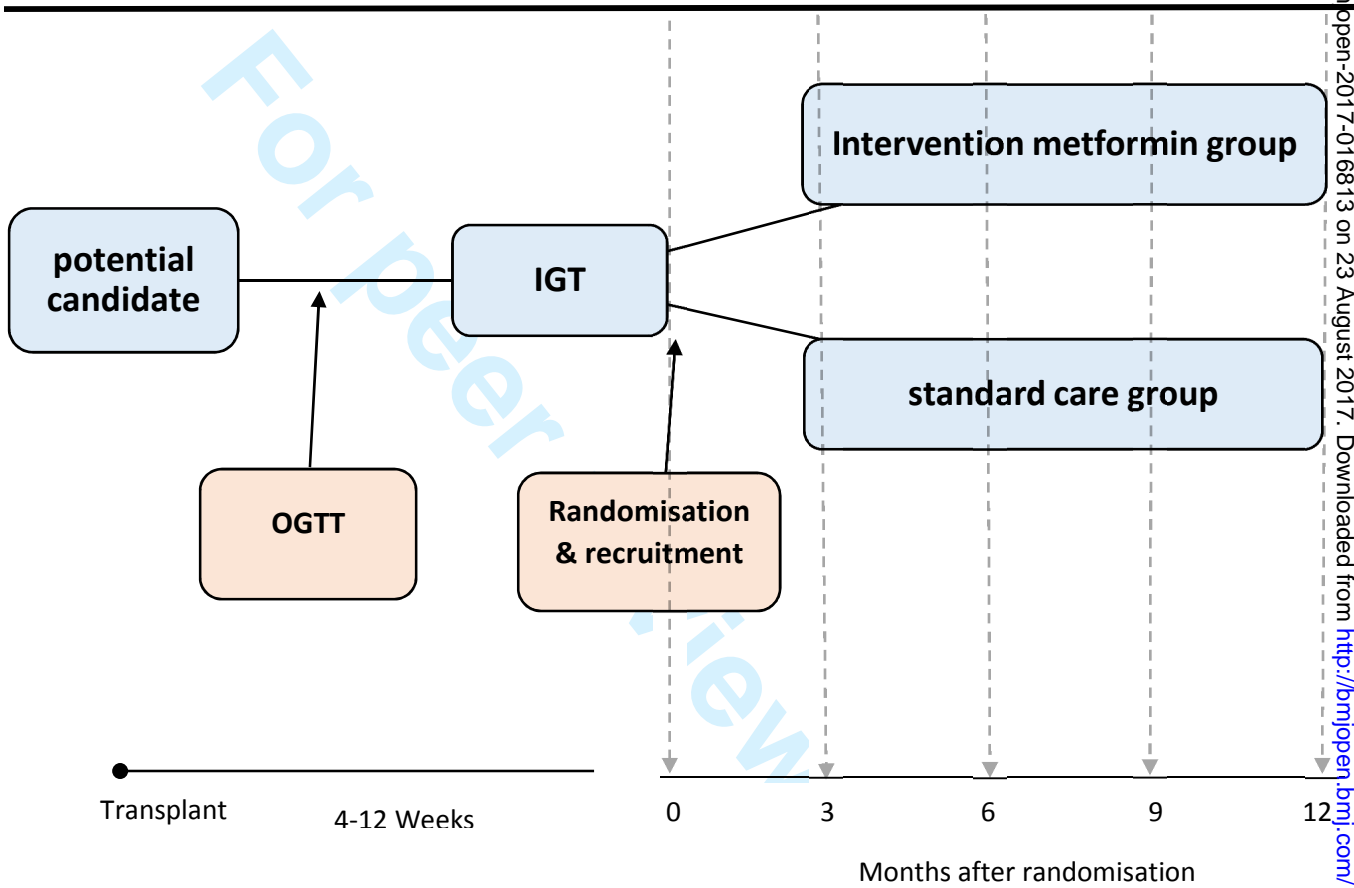 Intervention metformin group
potential
candidate
IGT
standard care group
OGTT
Randomisation
& recruitment
Transplant
4-12 Weeks
0
3
6
9
12
Months after randomisation
For peer
view
open-2017-016813 on 23 August 2017. Downloaded from http://bmjopen.bmj.com/